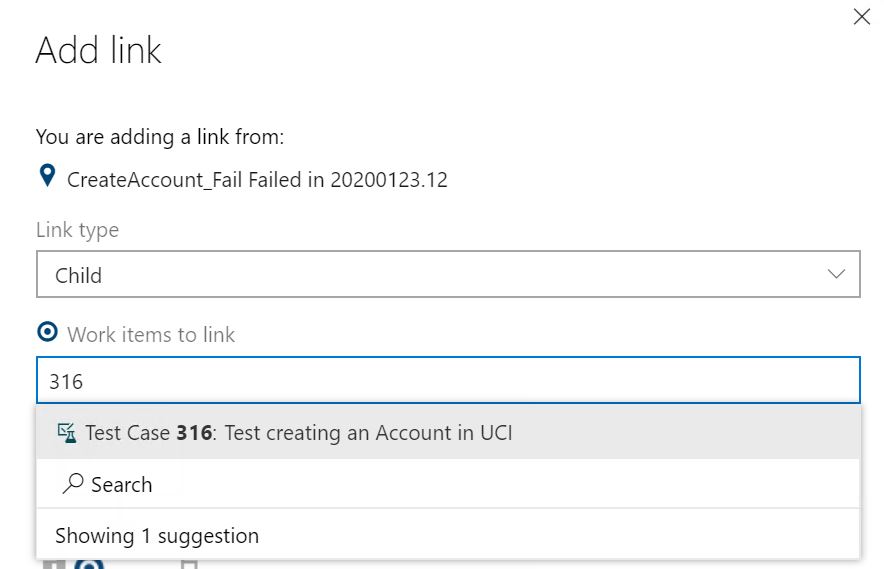 Add link
You are adding a link from:
CreateAccount_Fail Failed in 20200123.12
Link type
Child
Work items to link
316
Test Case 316: Test creating an Account in UCI
Search
Showing 1 suggestion